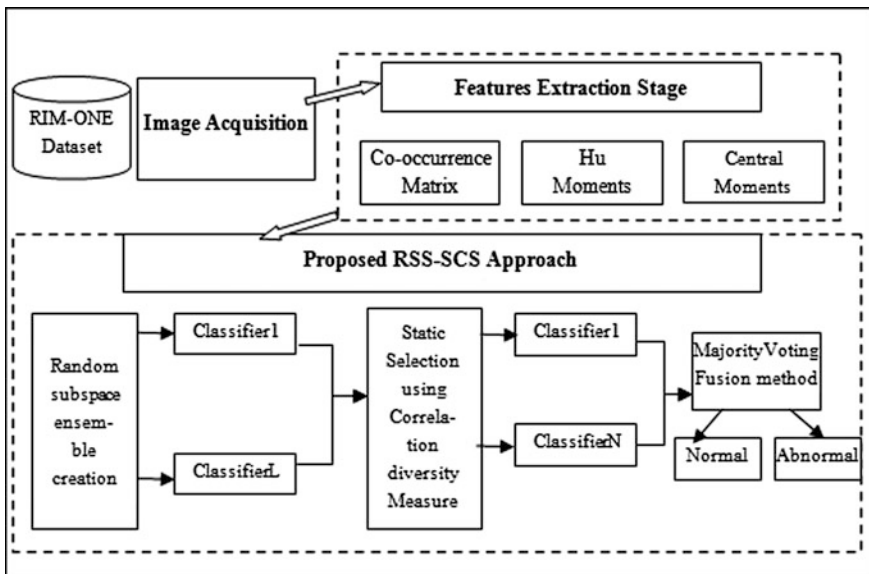 RIM-ONE
Dataset
Image Acquisition
Features Extraction Stage
Co-occurrence
Matrix
Hu
Moments
Central
Moments
Proposed RSS-SCS Approach
Random
subspace
ensem-
ble
creation
Classifier1
ClassifierL
Static
Selection
using
Correla-
tion
diversity
Measure
Classifier1
ClassifierN
MajorityVoting
Fusion method
Normal
Abnormal